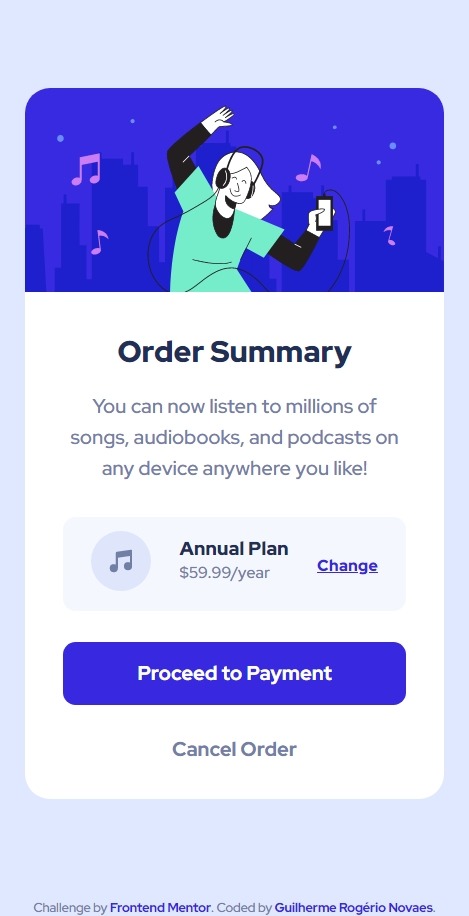 Order Summary
You can now listen to millions of
songs, audiobooks, and podcasts on
any device anywhere you like!
Annual Plan
$59.99/year
Change
Proceed to Payment
Cancel Order
Challenge by Frontend Mentor. Coded by Guilherme Rogério Novaes.